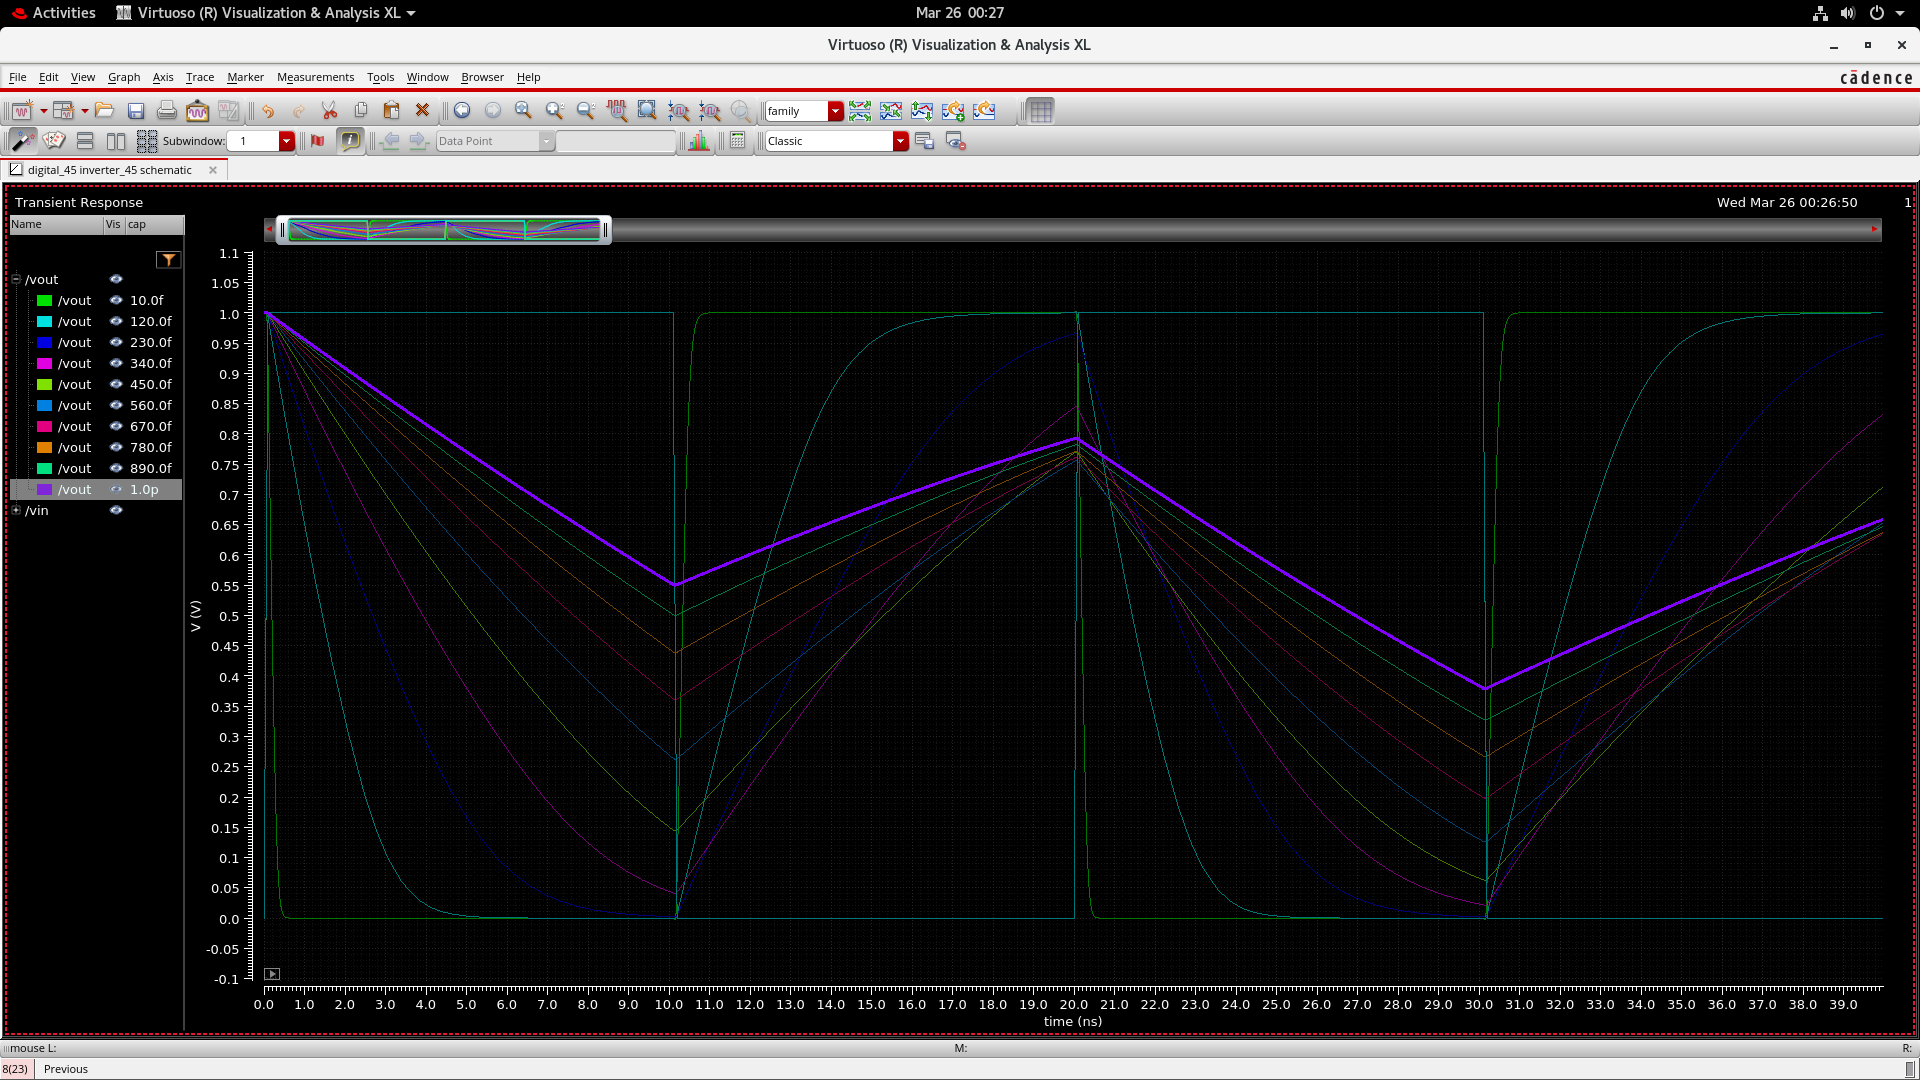 Activities Virtuoso (R) Visualization & Analysis XL Mar 26 00:27
Virtuoso (R) Visualization & Analysis XL
File Edit View Graph Axis Trace Marker Measurements Tools Window Browser Help cādence
family
Subwindow: 1 Data Point Classic
digital_45 inverter_45 schematic
Transient Response Wed Mar 26 00:26:50 1
Name Vis cap
/vout
/vout 10.0f
/vout 120.0f
/vout 230.0f
/vout 340.0f
/vout 450.0f
/vout 560.0f
/vout 670.0f
/vout 780.0f
/vout 890.0f
/vout 1.0p
/vin
V (V)
1.1
1.05
1.0
0.95
0.9
0.85
0.8
0.75
0.7
0.65
0.6
0.55
0.5
0.45
0.4
0.35
0.3
0.25
0.2
0.15
0.1
0.05
0.0
-0.05
-0.1
0.0 1.0 2.0 3.0 4.0 5.0 6.0 7.0 8.0 9.0 10.0 11.0 12.0 13.0 14.0 15.0 16.0 17.0 18.0 19.0 20.0 21.0 22.0 23.0 24.0 25.0 26.0 27.0 28.0 29.0 30.0 31.0 32.0 33.0 34.0 35.0 36.0 37.0 38.0 39.0
time (ns)
mouse L: M: R:
8(23) Previous